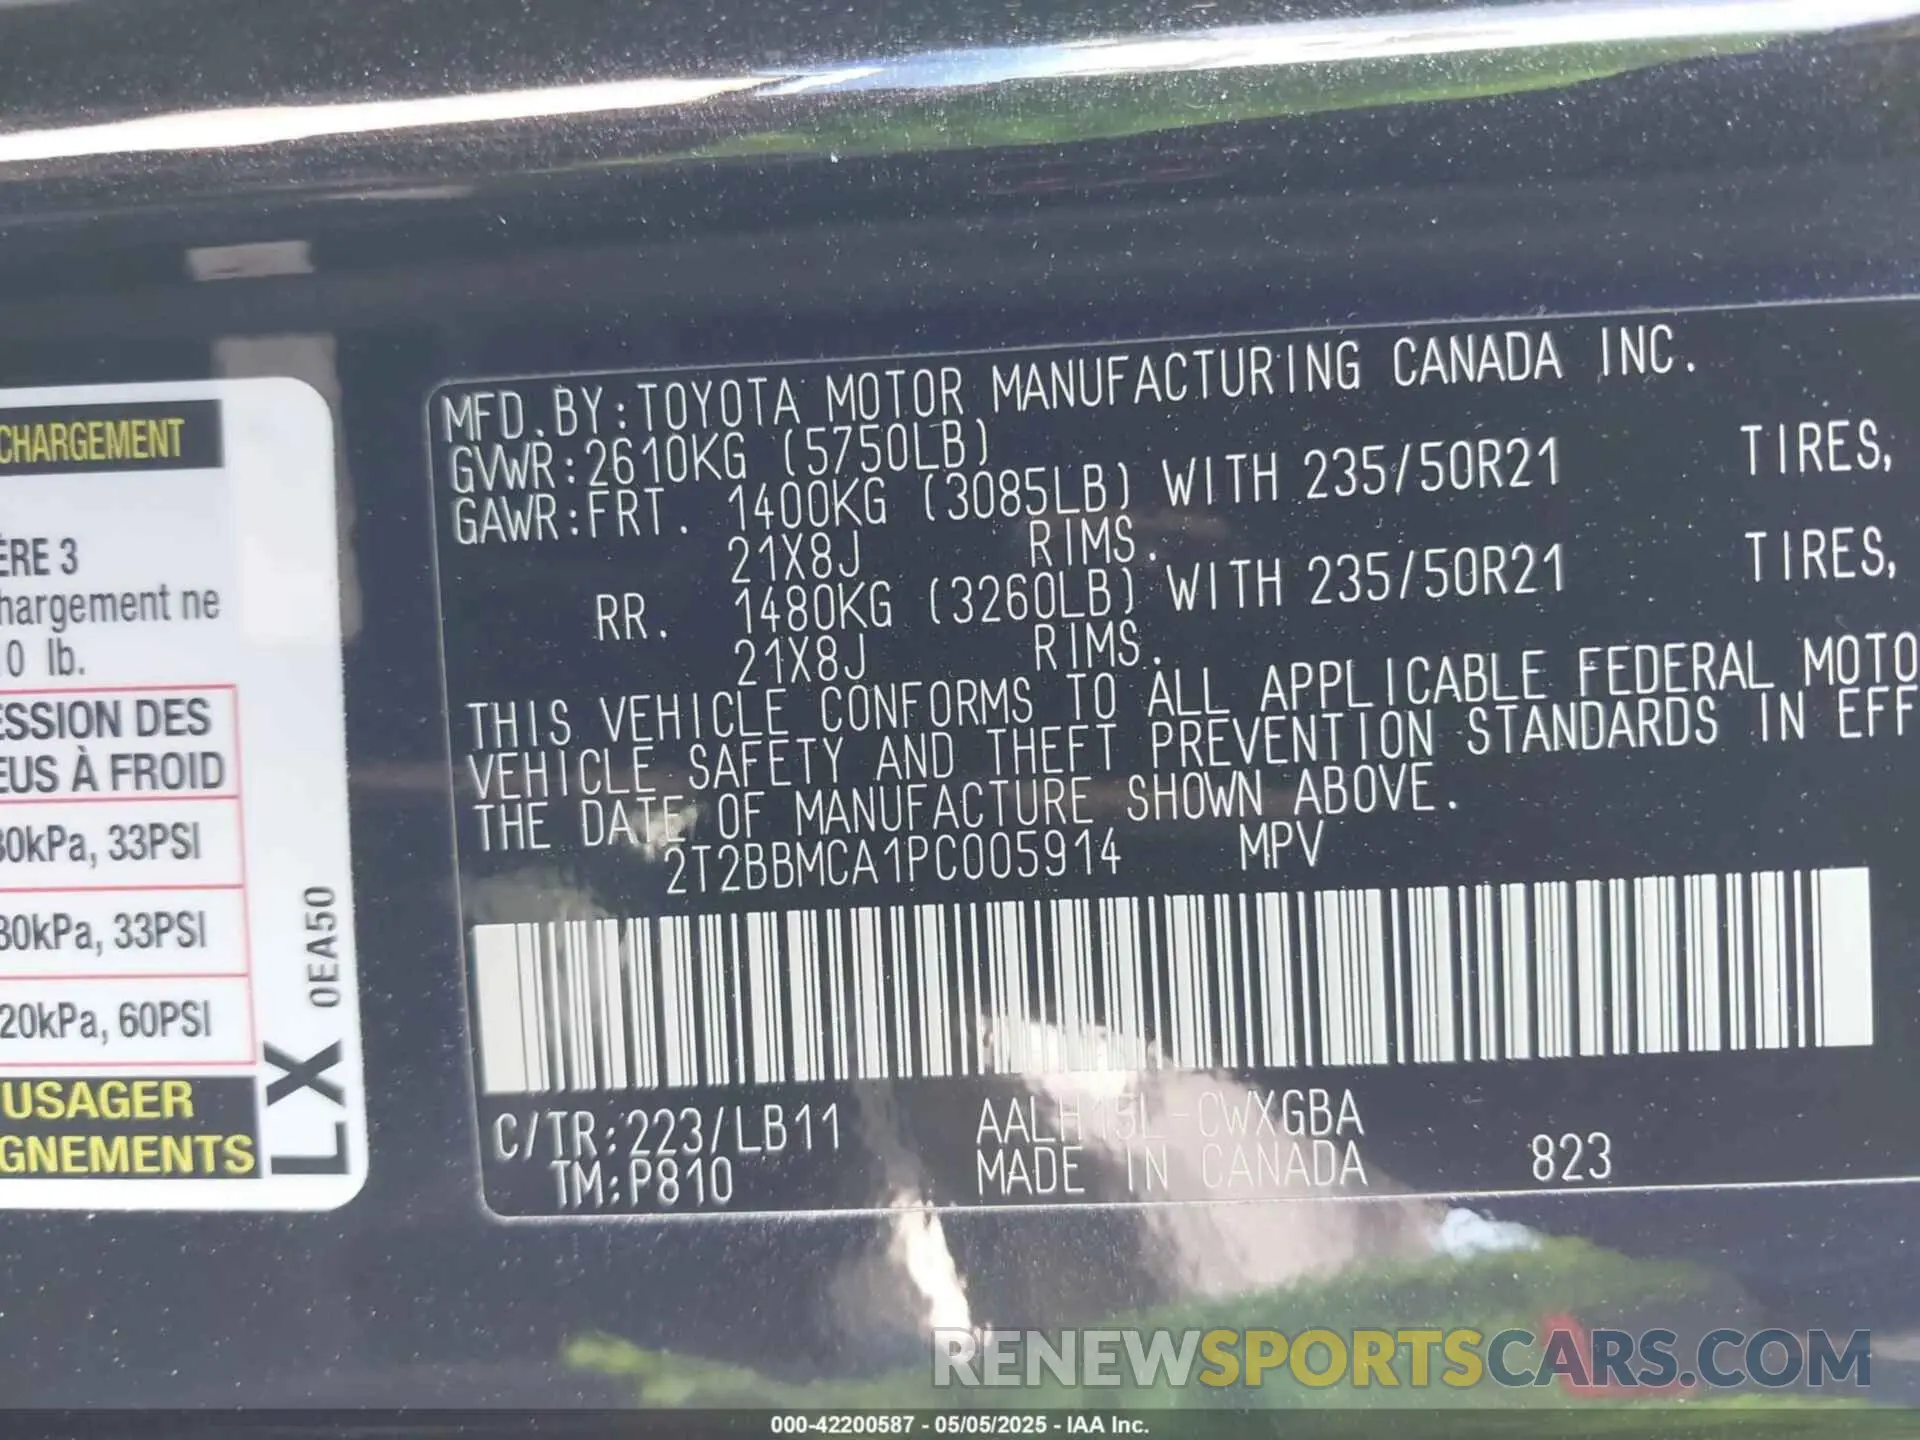 CHARGEMENT
ÈRE 3
hargement ne
0 lb.
ESSION DES
EUS À FROID
30kPa, 33PSI
30kPa, 33PSI
20kPa, 60PSI
USAGER
GNEMENTS
LX 0EA50
MFD. BY: TOYOTA MOTOR MANUFACTURING CANADA INC.
GVWR: 2610KG (5750LB)
GAWR: FRT. 1400KG (3085LB) WITH 235/50R21 TIRES,
21X8J RIMS.
RR. 1480KG (3260LB) WITH 235/50R21 TIRES,
21X8J RIMS.
THIS VEHICLE CONFORMS TO ALL APPLICABLE FEDERAL MOTO
VEHICLE SAFETY AND THEFT PREVENTION STANDARDS IN EFF
THE DATE OF MANUFACTURE SHOWN ABOVE.
2T2BBMCA1PC005914 MPV
C/TR: 223/LB11 AALH15L-CWXGBA
TM: P810 MADE IN CANADA 823
RENEWSPORTSCARS.COM
000-42200587 - 05/05/2025 - IAA Inc.